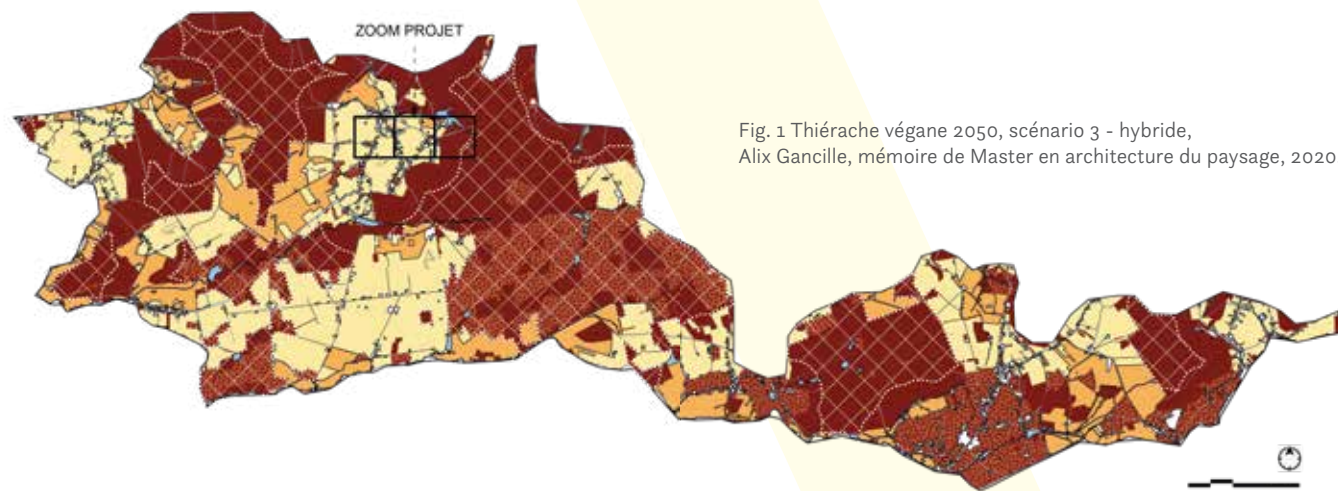 ZOOM PROJET
Fig. 1 Thiérache végane 2050, scénario 3 - hybride,
Alix Gancille, mémoire de Master en architecture du paysage, 2020